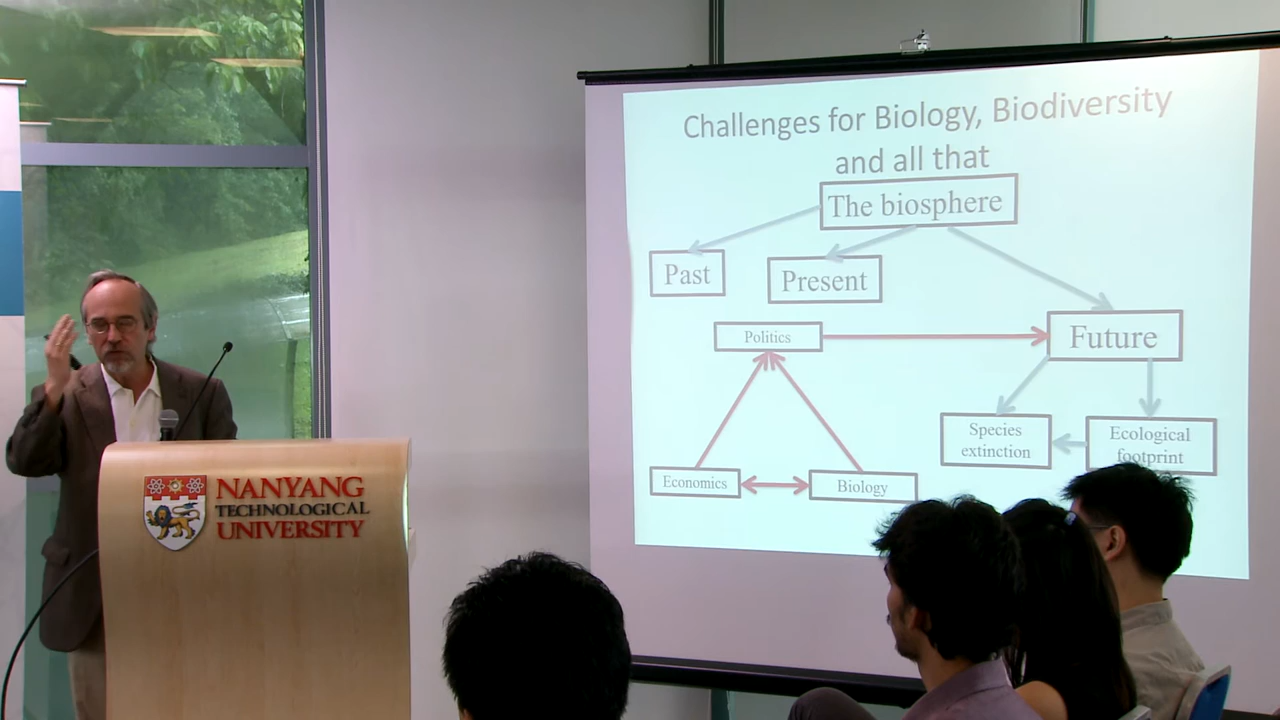 Challenges for Biology, Biodiversity
and all that
The biosphere
Past
Present
Politics
Future
Species
extinction
Ecological
footprint
Economics
Biology
NANYANG
TECHNOLOGICAL
UNIVERSITY